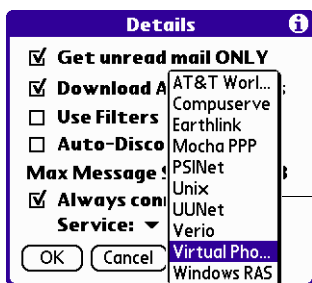 Details
Get unread mail ONLY
Download A
Use Filters
Auto-Disco
Max Message
Always con
Service:
OK Cancel
AT&T Worl...
Compuserve
Earthlink
Mocha PPP
PSINet
Unix
UUNet
Verio
Virtual Pho...
Windows RAS